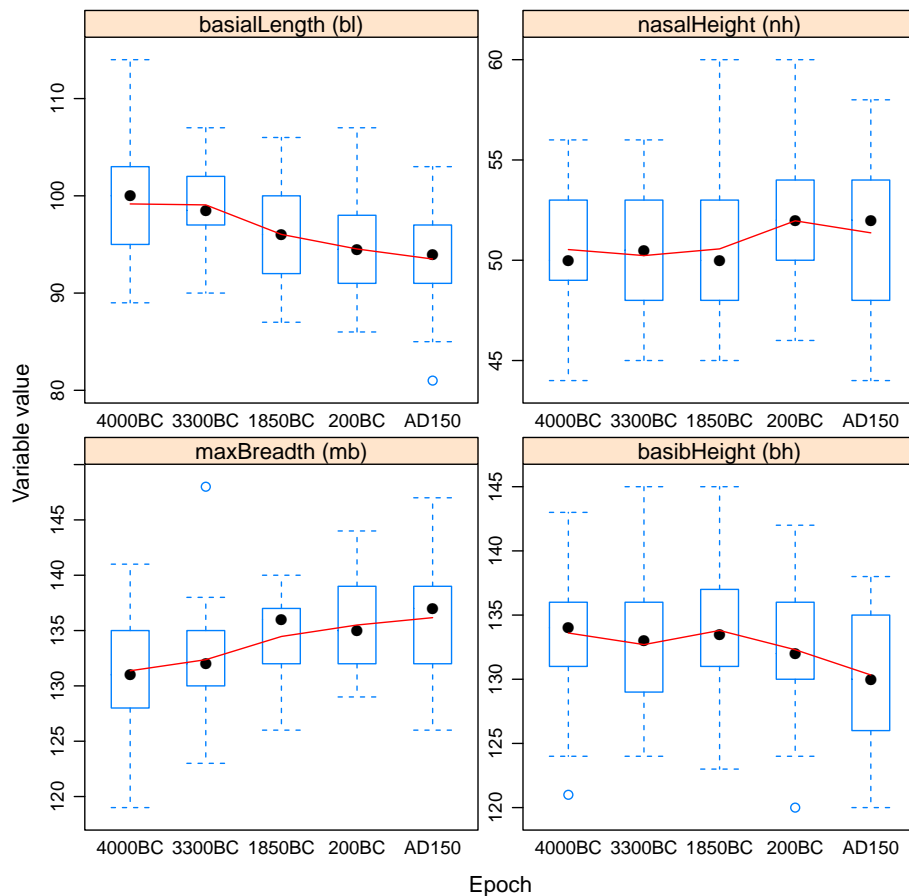 basialLength (bl)
nasalHeight (nh)
110
100
90
80
60
55
50
45
4000BC 3300BC 1850BC 200BC AD150
4000BC 3300BC 1850BC 200BC AD150
Variable value
maxBreadth (mb)
basibHeight (bh)
145
140
135
130
125
120
145
140
135
130
125
120
4000BC 3300BC 1850BC 200BC AD150
4000BC 3300BC 1850BC 200BC AD150
Epoch